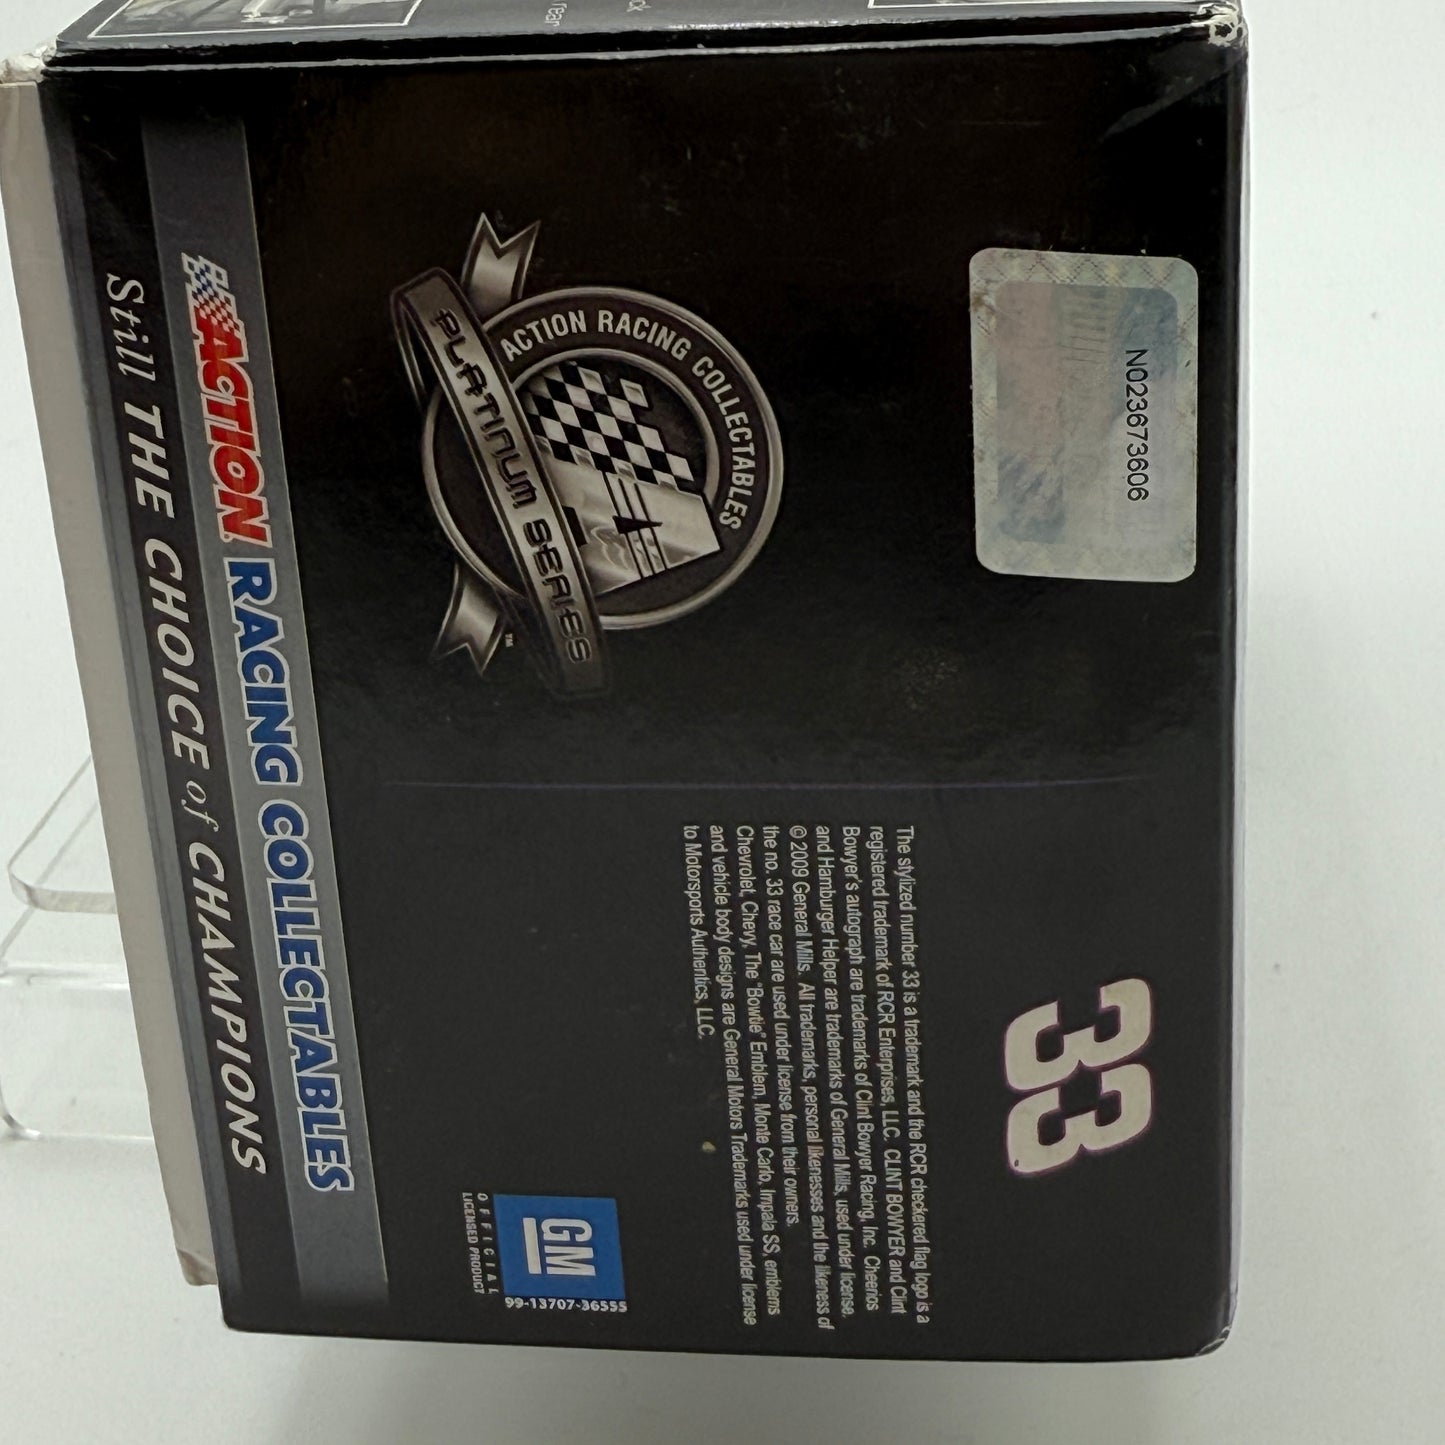 N023673606
ACTION RACING COLLECTABLES
PLATINUM SERIES
TM
33
The stylized number 33 is a trademark and the RCR checkered flag logo is a
registered trademark of RCR Enterprises, LLC. CLINT BOWYER and Clint
Bowyer's autograph are trademarks of Clint Bowyer Racing, Inc. Cheerios
and Hamburger Helper are trademarks of General Mills, used under license.
© 2009 General Mills. All trademarks, personal likenesses and the likeness of
the no. 33 race car are used under license from their owners.
Chevrolet, Chevy, The "Bowtie" Emblem, Monte Carlo, Impala SS, emblems
and vehicle body designs are General Motors Trademarks used under license
to Motorsports Authentics, LLC.
GM
99-13707-36555
OFFICIAL
LICENSED PRODUCT
ACTION RACING COLLECTABLES
Still THE CHOICE of CHAMPIONS